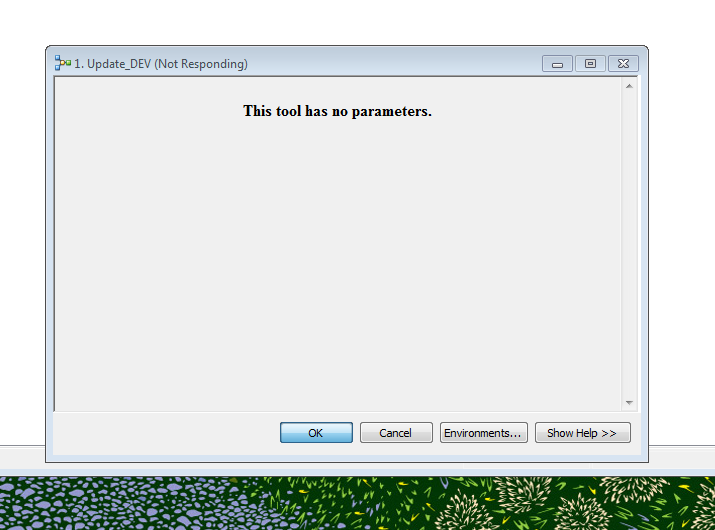 1. Update_DEV (Not Responding)
This tool has no parameters.
OK Cancel Environments... Show Help >>